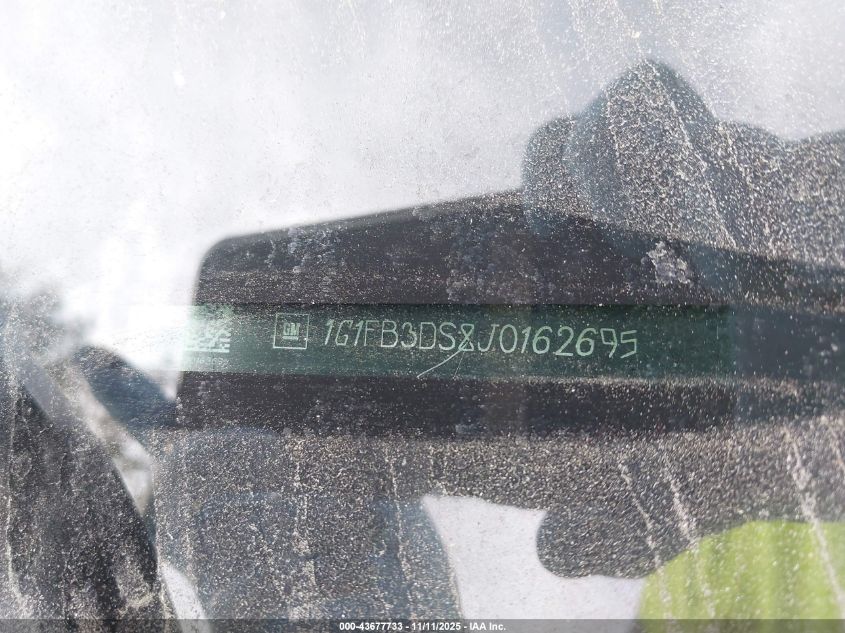 GM 1G1FB3DS8J0162695
000-43677733 - 11/11/2025 - IAA Inc.